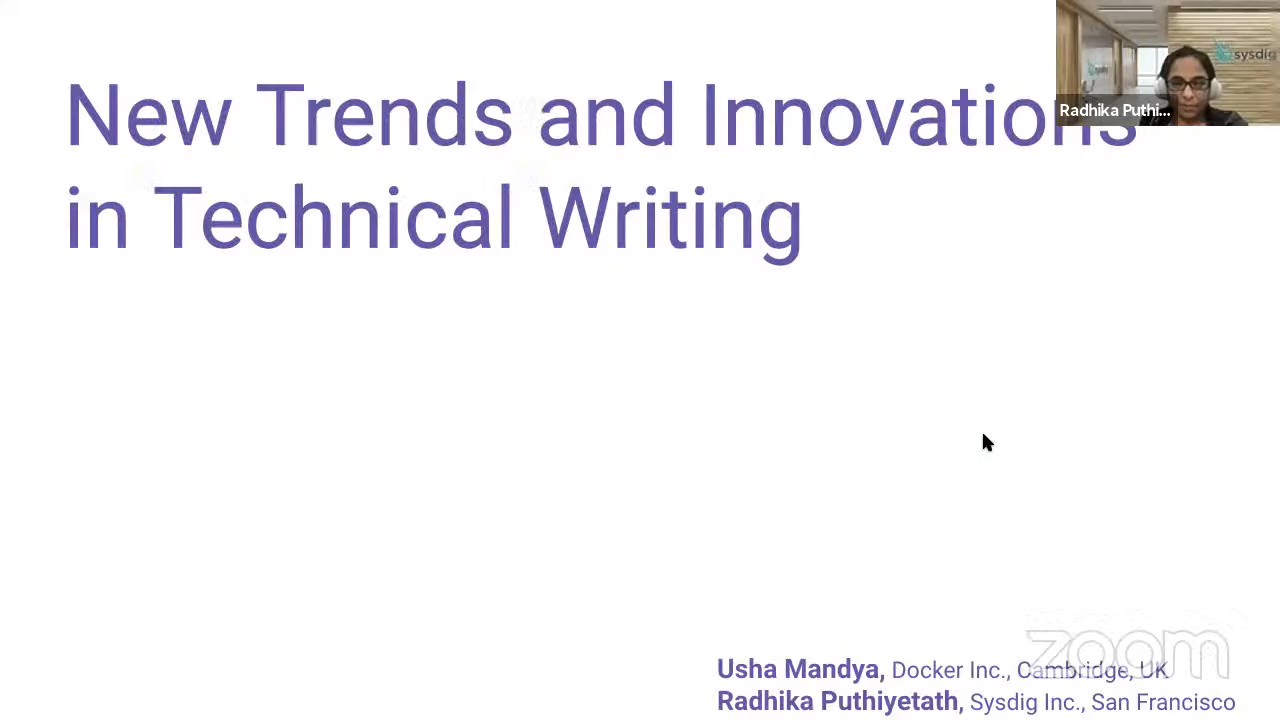 New Trends and Innovations
in Technical Writing
sysdig
sysdig
Radhika Puthi...
zoom
Usha Mandya, Docker Inc., Cambridge, UK
Radhika Puthiyetath, Sysdig Inc., San Francisco